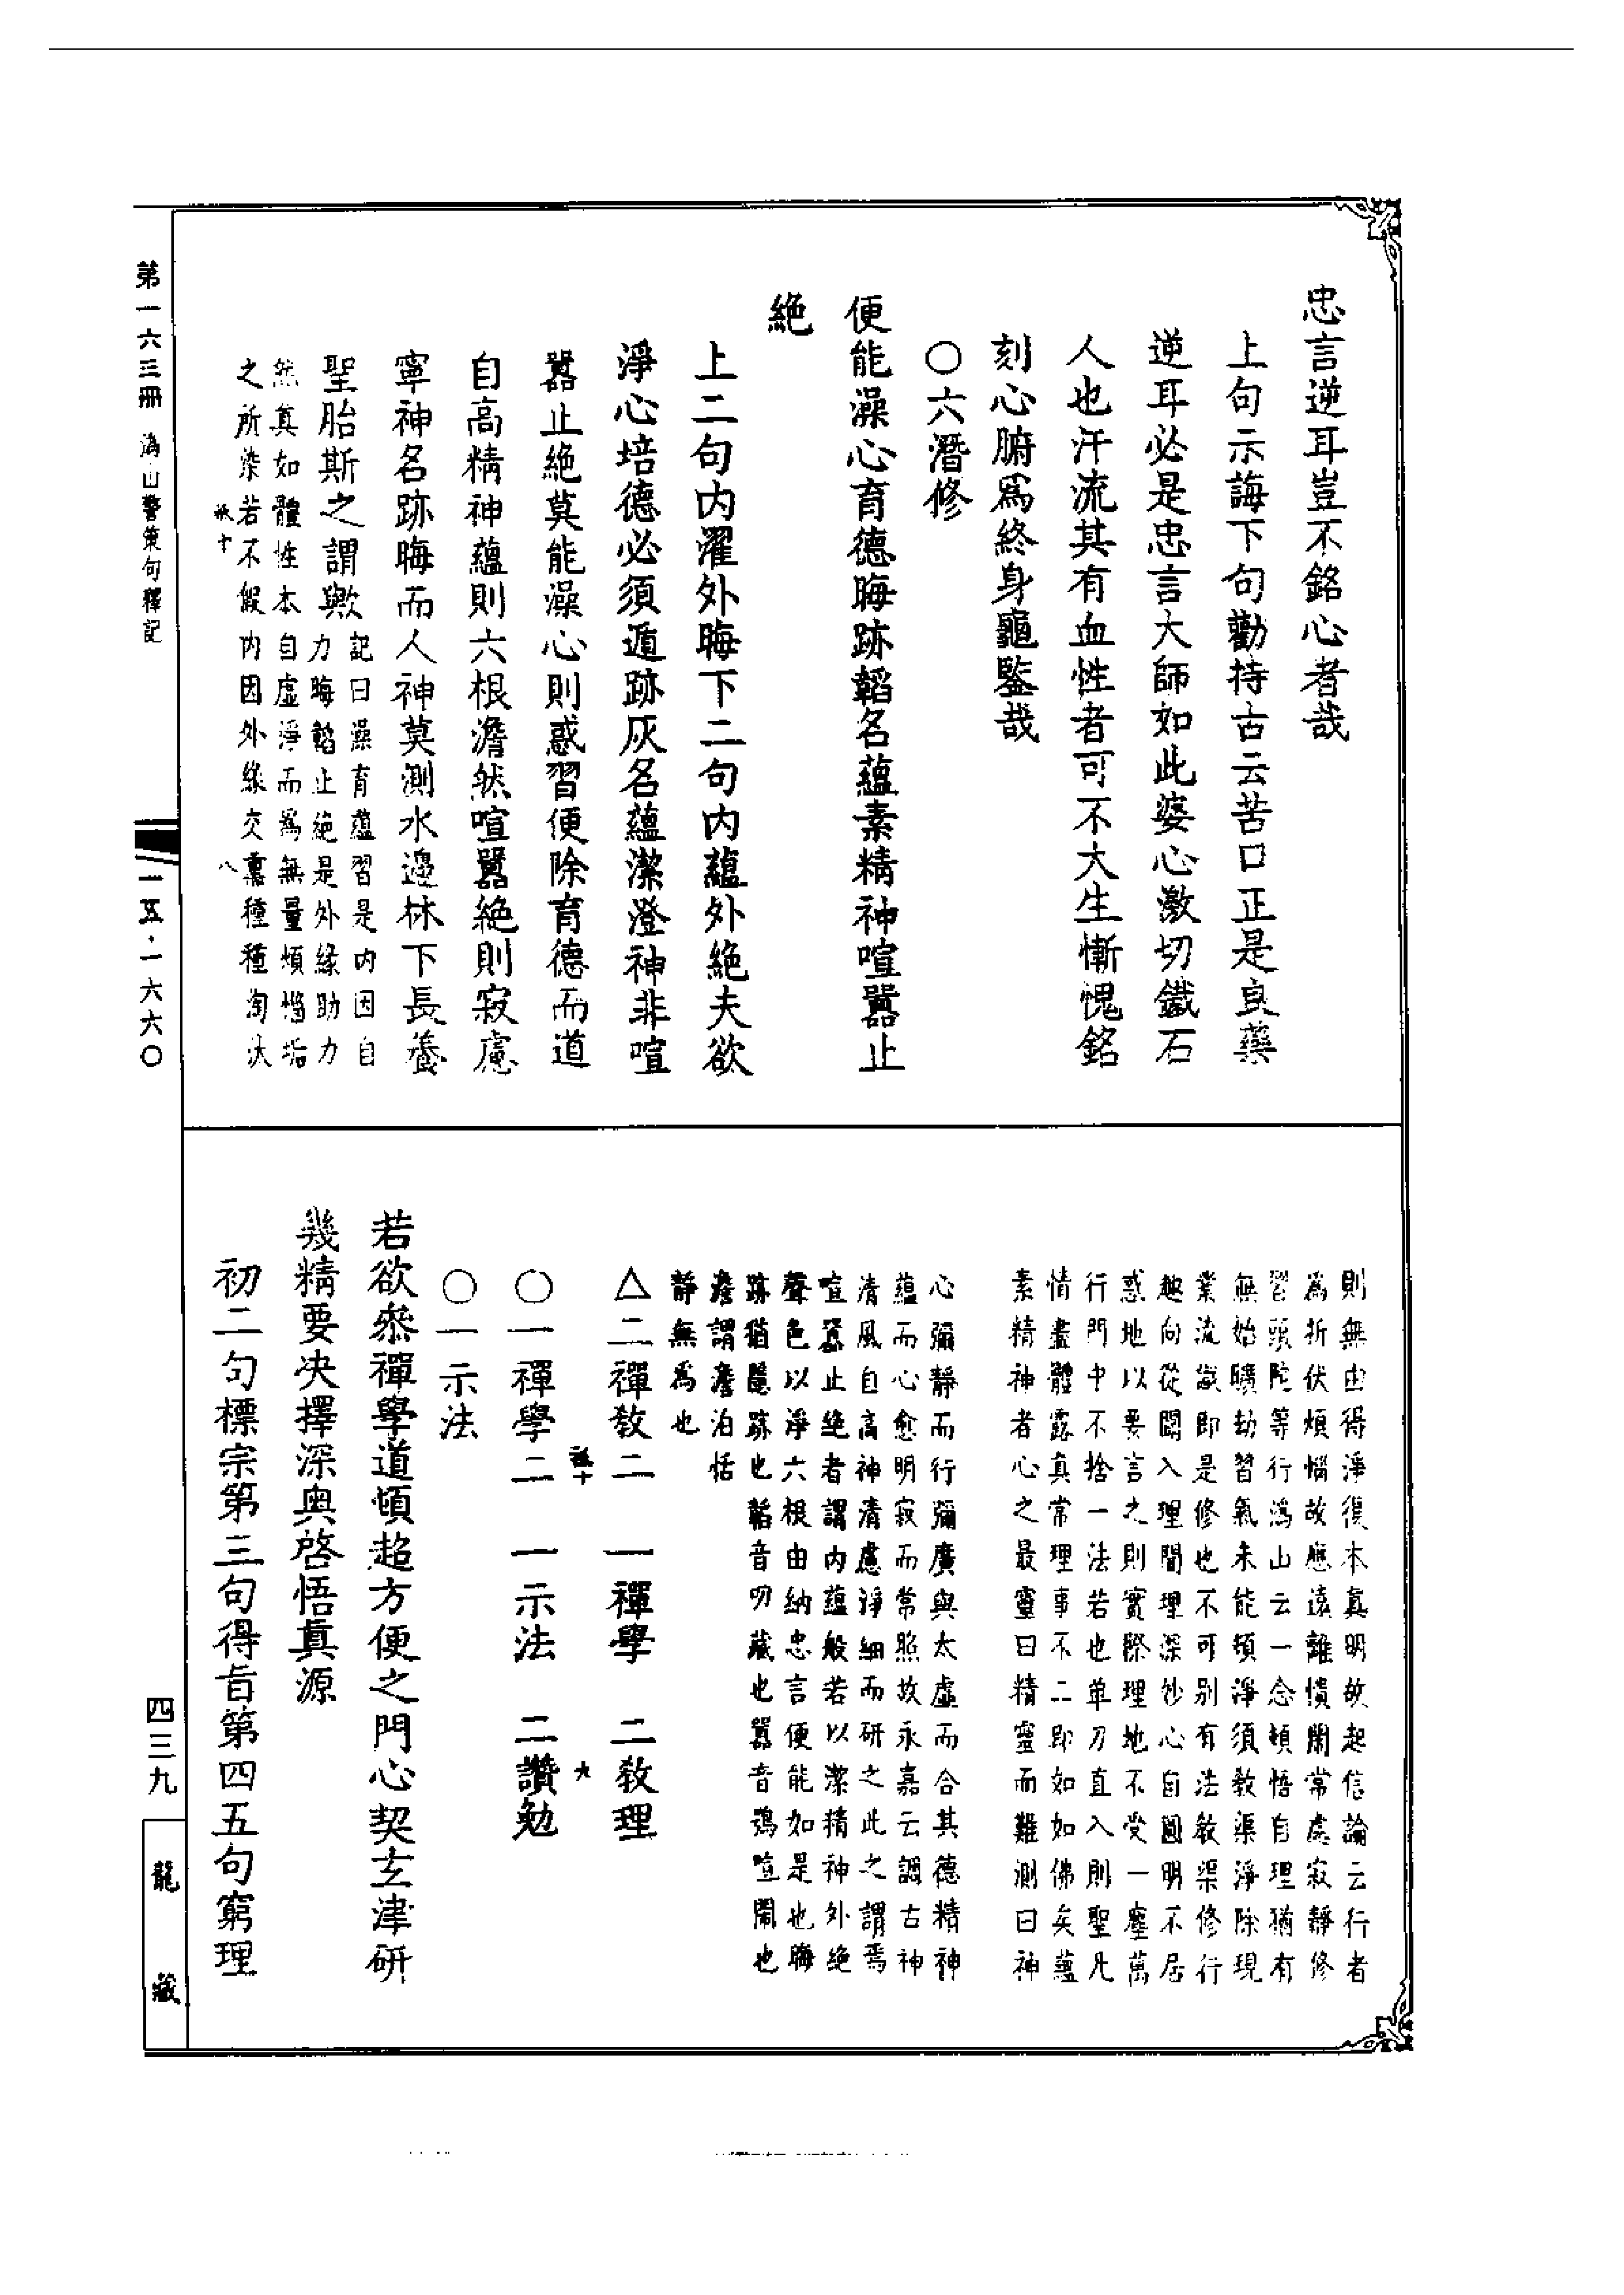 忠言逆耳豈不銘心者哉
上句示誨下句勸持古云苦口正是良藥
逆耳必是忠言大師如此婆心激切鐵石
人也汗流其有血性者可不大生慚愧銘
刻心腑爲終身龜鑒哉
〇六潛修
便能澡心育德晦跡韜名蘊素精神喧囂止
絶
上二句内濯外晦下二句内蘊外絶夫欲
淨心培德必須遁跡灰名蘊潔澄神非喧
囂止絶莫能澡心則惑習便除育德而道
自高精神蘊則六根澹然喧囂絶則寂慮
寧神名跡晦而人神莫測水邊林下長養
聖胎斯之謂歟
記曰澡育蘊習是内因自
力晦韜止絶是外緣助力
然真如體性本自虛淨而爲無量煩惱垢
之所染若不假内因外緣交熏種種淘汰
則無由得淨復本真明故起信論云行者
爲折伏煩惱故應遠離憒閙常處寂靜修
習頭陀等行溈山云一念頓悟自理猶有
無始曠劫習氣未能頓淨須教渠淨除現
業流識即是修也不可别有法教渠修行
趣向從聞入理聞理深妙心自圓明不居
惑地以要言之則實際理地不受一塵萬
行門中不捨一法若也單刀直入則聖凡
情盡體露真常理事不二即如如佛矣蘊
素精神者心之最靈曰精靈而難測曰神
心彌靜而行彌廣與太虛而合其德精神
蘊而心愈明寂而常照故永嘉云調古神
清風自高神清慮淨細而研之此之謂焉
喧囂止絶者謂内蘊般若以潔精神外絶
聲色以淨六根由納忠言便能如是也晦
跡猶隱跡也韜音叨藏也囂音鴞喧閙也
澹謂澹泊恬
靜無爲也
△二禪教二　一禪學　二教理
〇一禪學二　一示法　二讚勉
〇一示法
若欲叅禪學道頓超方便之門心契玄津研
幾精要决擇深奥啓悟真源
初二句標宗第三句得旨第四五句窮理
第一六三冊　溈山警策句釋記
一五·一六六〇
四三九
龍藏